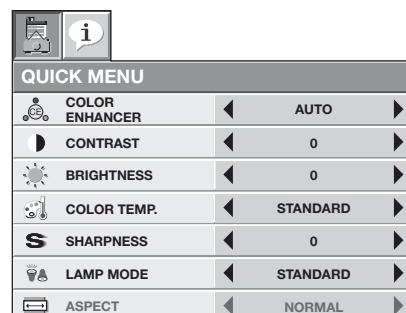 i
QUICK MENU
CE
COLOR
ENHANCER
AUTO
CONTRAST
0
BRIGHTNESS
0
COLOR TEMP.
STANDARD
S
SHARPNESS
0
LAMP MODE
STANDARD
ASPECT
NORMAL